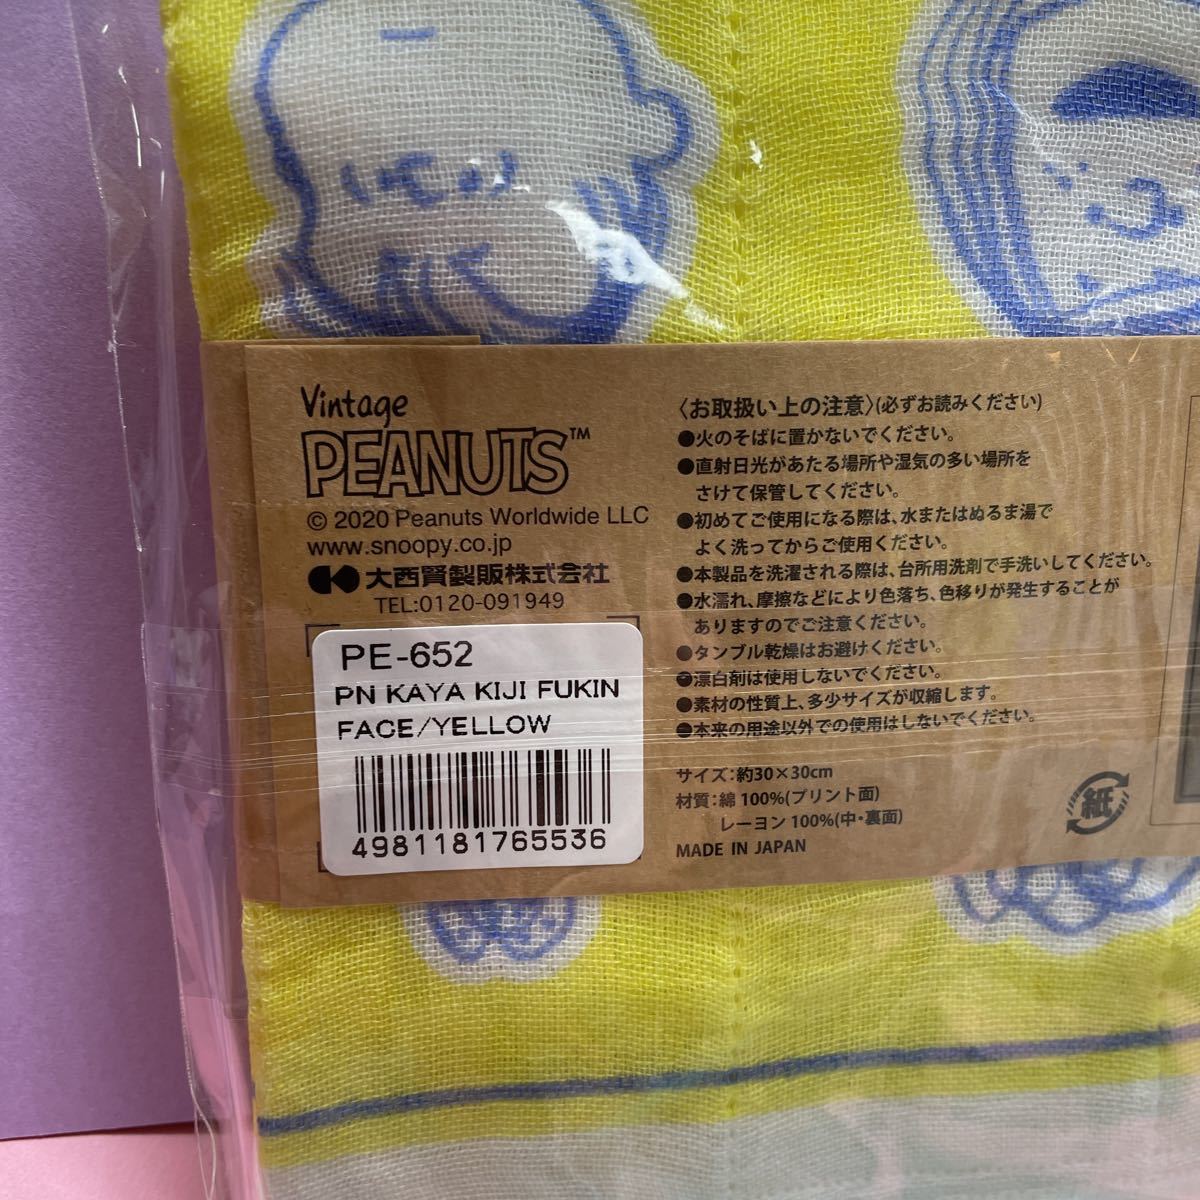 Vintage
PEANUTS™
© 2020 Peanuts Worldwide LLC
www.snoopy.co.jp
大西賢製販株式会社
TEL:0120-091949
PE-652
PN KAYA KIJI FUKIN
FACE/YELLOW
4981181765536
〈お取扱い上の注意〉(必ずお読みください)
●火のそばに置かないでください。
●直射日光があたる場所や湿気の多い場所を
さけて保管してください。
●初めてご使用になる際は、水またはぬるま湯で
よく洗ってからご使用ください。
●本製品を洗濯される際は、台所用洗剤で手洗いしてください。
●水濡れ、摩擦などにより色落ち、色移りが発生することが
ありますのでご注意ください。
●タンブル乾燥はお避けください。
●漂白剤は使用しないでください。
●素材の性質上、多少サイズが収縮します。
●本来の用途以外での使用はしないでください。
サイズ:約30×30cm
材質:綿 100%(プリント面)
レーヨン 100%(中・裏面)
MADE IN JAPAN
紙